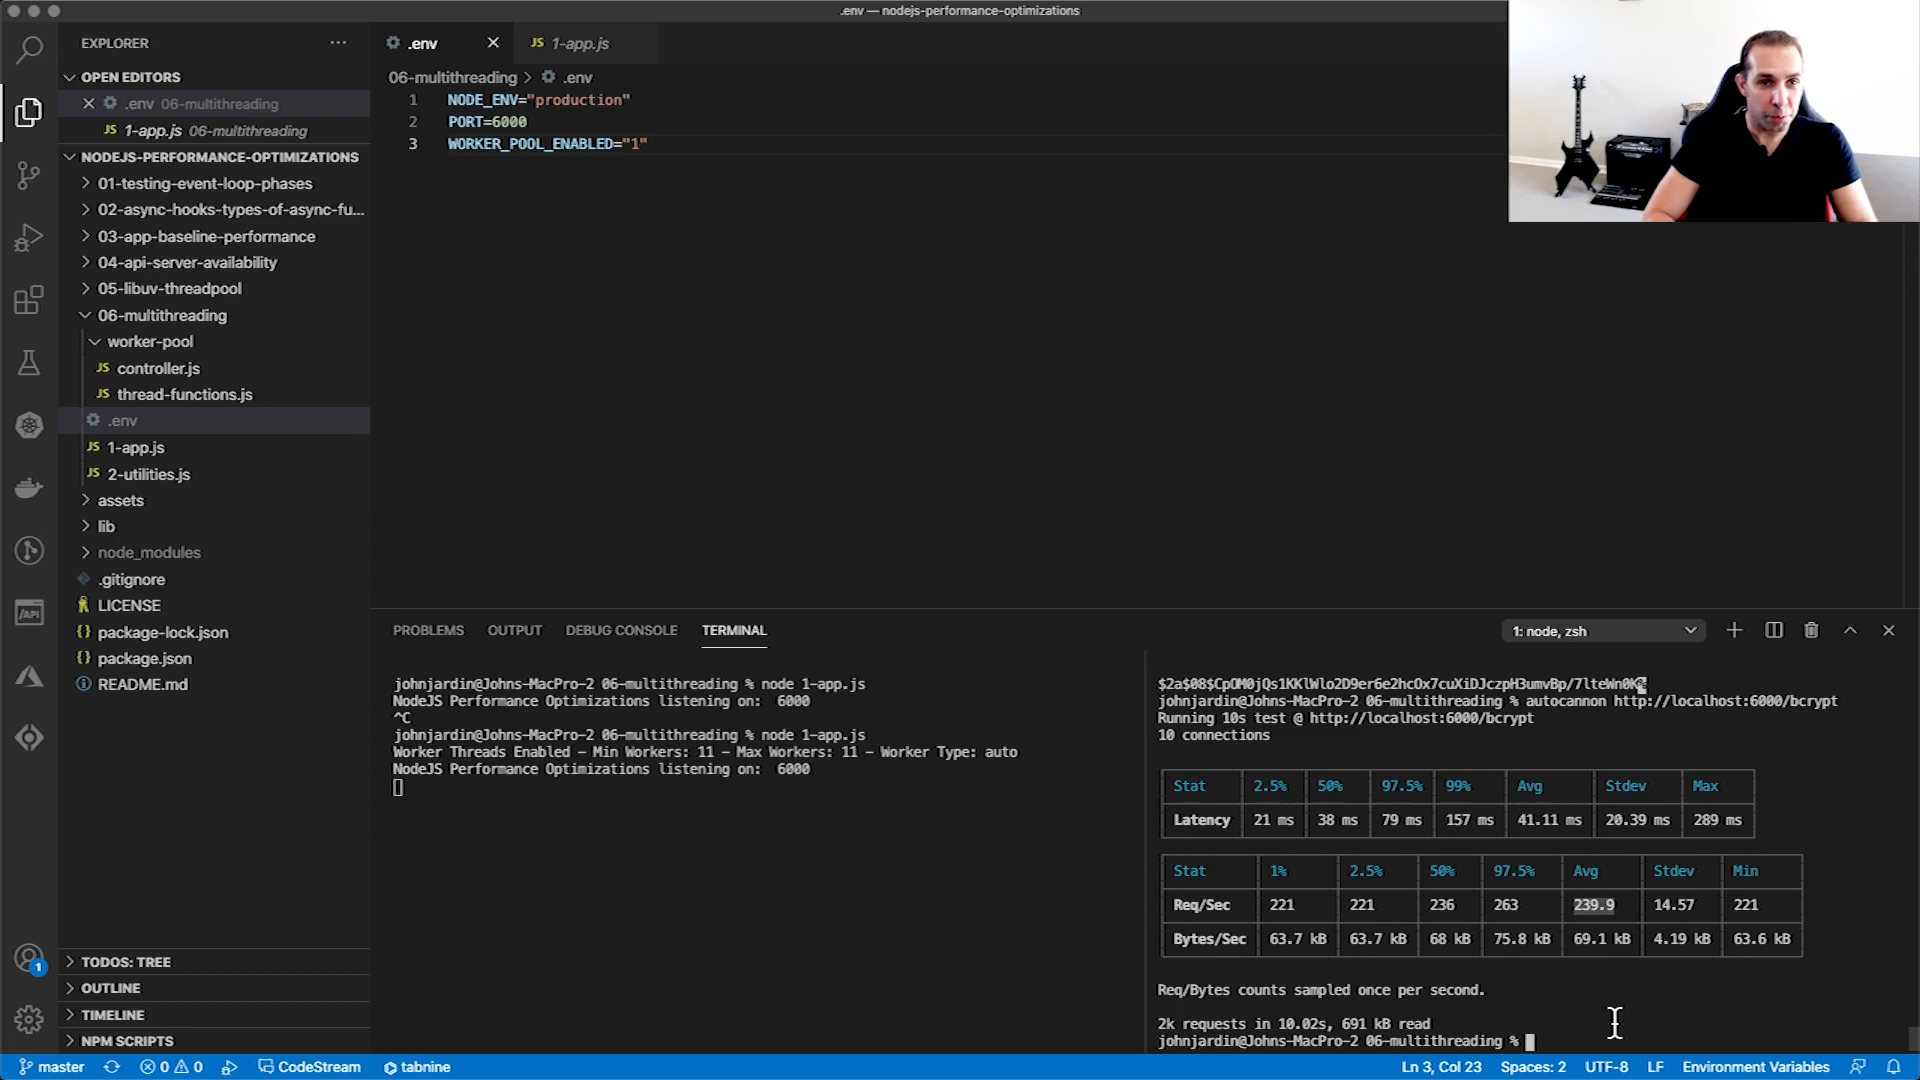 .env — nodejs-performance-optimizations
EXPLORER
OPEN EDITORS
.env 06-multithreading
JS 1-app.js 06-multithreading
NODEJS-PERFORMANCE-OPTIMIZATIONS
01-testing-event-loop-phases
02-async-hooks-types-of-async-fu...
03-app-baseline-performance
04-api-server-availability
05-libuv-threadpool
06-multithreading
worker-pool
JS controller.js
JS thread-functions.js
.env
JS 1-app.js
JS 2-utilities.js
assets
lib
node_modules
.gitignore
LICENSE
{} package-lock.json
{} package.json
README.md
TODOS: TREE
OUTLINE
TIMELINE
NPM SCRIPTS
/API
1
.env
JS 1-app.js
06-multithreading > .env
1 NODE_ENV="production"
2 PORT=6000
3 WORKER_POOL_ENABLED="1"
PROBLEMS OUTPUT DEBUG CONSOLE TERMINAL
1: node, zsh
johnjardin@Johns-MacPro-2 06-multithreading % node 1-app.js
NodeJS Performance Optimizations listening on: 6000
^C
johnjardin@Johns-MacPro-2 06-multithreading % node 1-app.js
Worker Threads Enabled - Min Workers: 11 - Max Workers: 11 - Worker Type: auto
NodeJS Performance Optimizations listening on: 6000
$2a$08$CpOM0jQs1KKlWlo2D9er6e2hcOx7cuXiDJczpH3umvBp/7lteWn0K%
johnjardin@Johns-MacPro-2 06-multithreading % autocannon http://localhost:6000/bcrypt
Running 10s test @ http://localhost:6000/bcrypt
10 connections
Stat 2.5% 50% 97.5% 99% Avg Stdev Max
Latency 21 ms 38 ms 79 ms 157 ms 41.11 ms 20.39 ms 289 ms
Stat 1% 2.5% 50% 97.5% Avg Stdev Min
Req/Sec 221 221 236 263 239.9 14.57 221
Bytes/Sec 63.7 kB 63.7 kB 68 kB 75.8 kB 69.1 kB 4.19 kB 63.6 kB
Req/Bytes counts sampled once per second.
2k requests in 10.02s, 691 kB read
johnjardin@Johns-MacPro-2 06-multithreading %
master 0 0 CodeStream tabnine
Ln 3, Col 23 Spaces: 2 UTF-8 LF Environment Variables